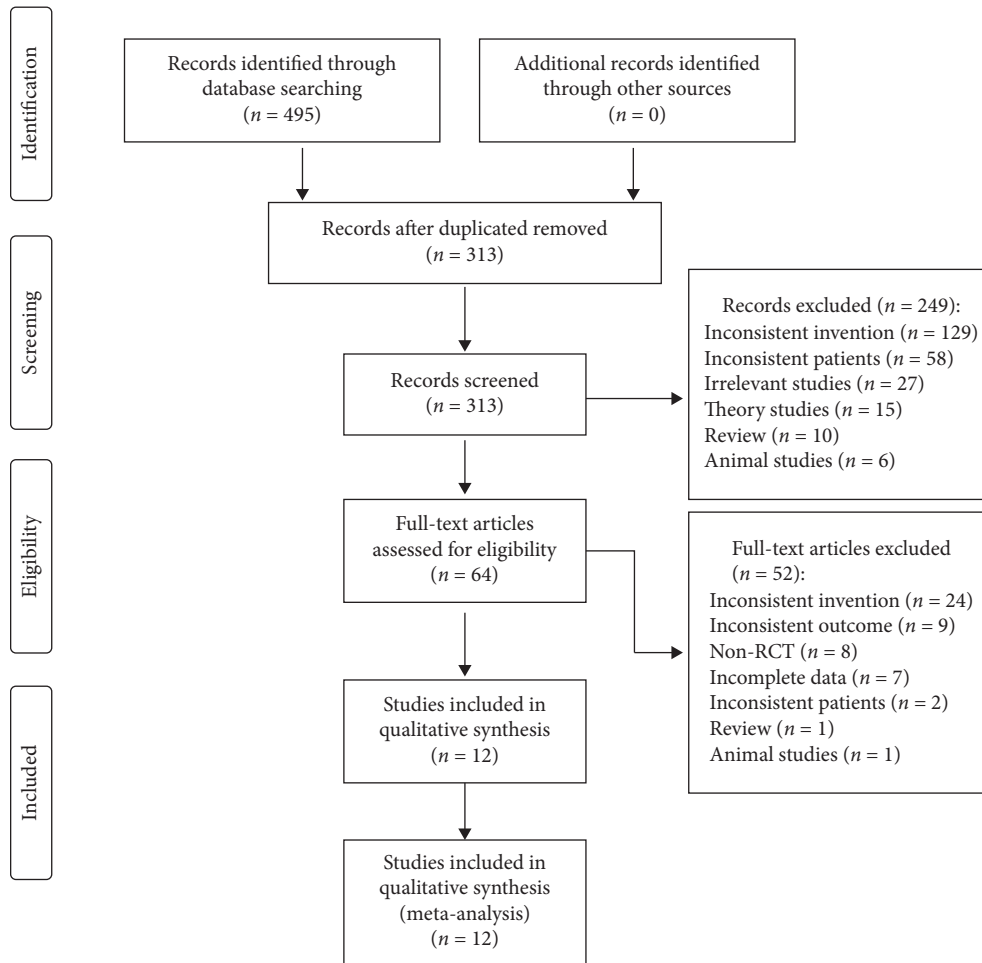 Identification
Records identified through
database searching
(n = 495)
Additional records identified
through other sources
(n = 0)
Records after duplicated removed
(n = 313)
Screening
Records screened
(n = 313)
Records excluded (n = 249):
Inconsistent invention (n = 129)
Inconsistent patients (n = 58)
Irrelevant studies (n = 27)
Theory studies (n = 15)
Review (n = 10)
Animal studies (n = 6)
Eligibility
Full-text articles
assessed for eligibility
(n = 64)
Full-text articles excluded
(n = 52):
Inconsistent invention (n = 24)
Inconsistent outcome (n = 9)
Non-RCT (n = 8)
Incomplete data (n = 7)
Inconsistent patients (n = 2)
Review (n = 1)
Animal studies (n = 1)
Included
Studies included in
qualitative synthesis
(n = 12)
Studies included in
qualitative synthesis
(meta-analysis)
(n = 12)